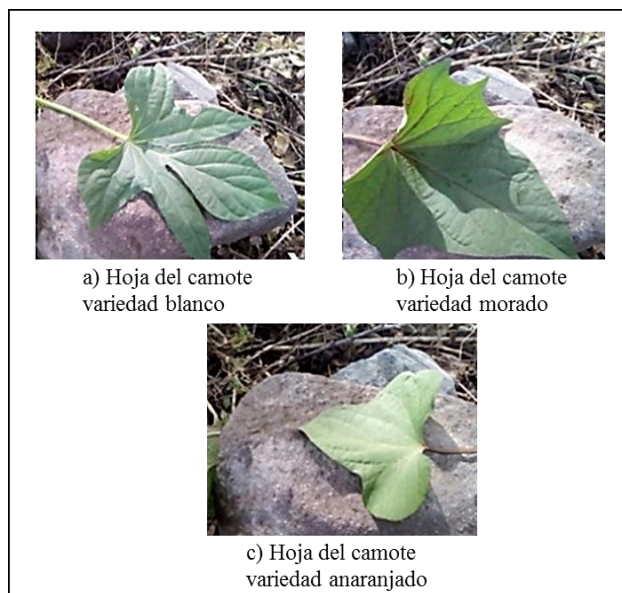 a) Hoja del camote
variedad blanco
b) Hoja del camote
variedad morado
c) Hoja del camote
variedad anaranjado